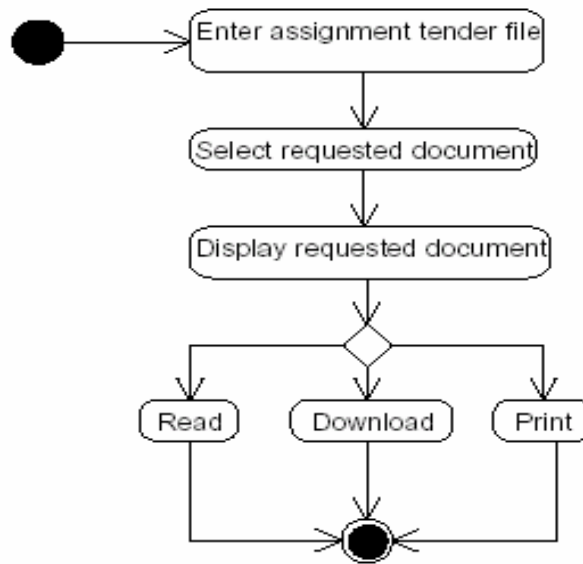 Enter assignment tender file
Select requested document
Display requested document
Read
Download
Print